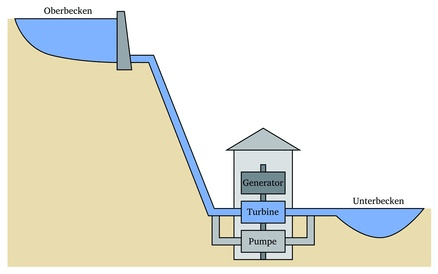 Oberbecken
Generator
Turbine
Unterbecken
Pumpe